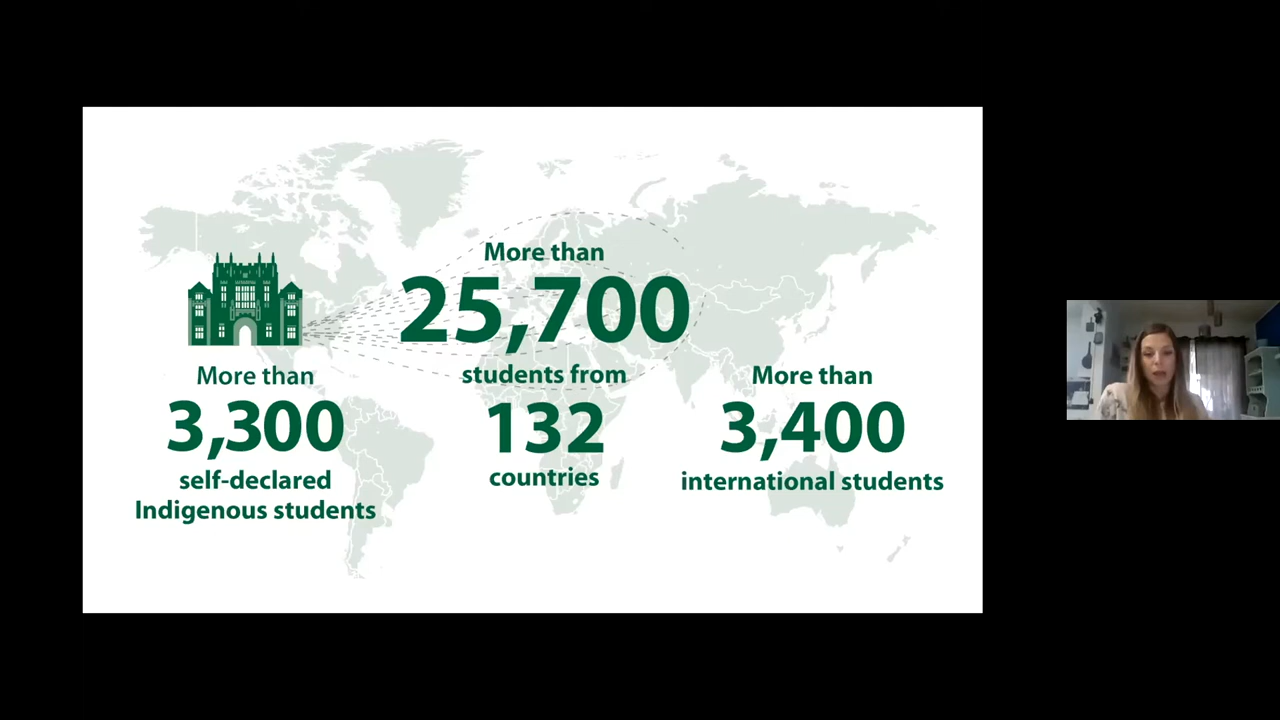 More than
25,700
students from
132
countries
More than
3,300
self-declared
Indigenous students
More than
3,400
international students